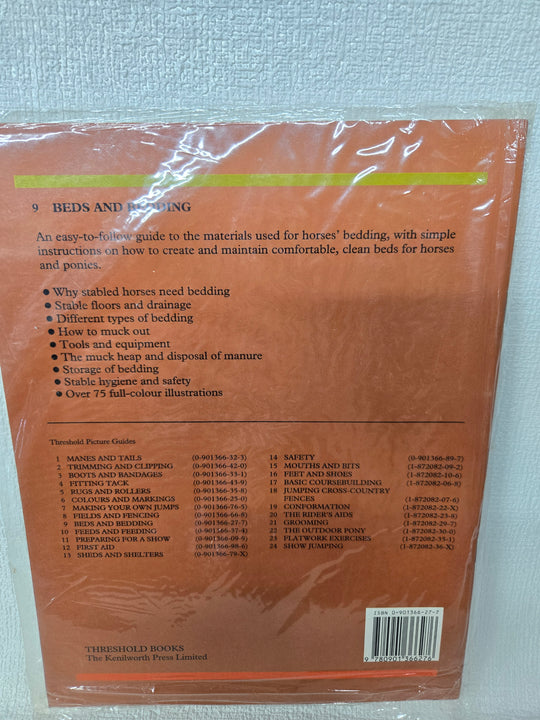 9 BEDS AND BEDDING
An easy-to-follow guide to the materials used for horses' bedding, with simple
instructions on how to create and maintain comfortable, clean beds for horses
and ponies.
● Why stabled horses need bedding
● Stable floors and drainage
● Different types of bedding
● How to muck out
● Tools and equipment
● The muck heap and disposal of manure
● Storage of bedding
● Stable hygiene and safety
● Over 75 full-colour illustrations
Threshold Picture Guides
1 MANES AND TAILS (0-901366-32-3)
2 TRIMMING AND CLIPPING (0-901366-42-0)
3 BOOTS AND BANDAGES (0-901366-33-1)
4 FITTING TACK (0-901366-43-9)
5 RUGS AND ROLLERS (0-901366-35-8)
6 COLOURS AND MARKINGS (0-901366-25-0)
7 MAKING YOUR OWN JUMPS (0-901366-76-5)
8 FIELDS AND FENCING (0-901366-66-8)
9 BEDS AND BEDDING (0-901366-27-7)
10 FEEDS AND FEEDING (0-901366-37-4)
11 PREPARING FOR A SHOW (0-901366-09-9)
12 FIRST AID (0-901366-98-6)
13 SHEDS AND SHELTERS (0-901366-79-X)
14 SAFETY (0-901366-89-7)
15 MOUTHS AND BITS (1-872082-09-2)
16 FEET AND SHOES (1-872082-10-6)
17 BASIC COURSEBUILDING (1-872082-06-8)
18 JUMPING CROSS-COUNTRY
FENCES (1-872082-07-6)
19 CONFORMATION (1-872082-22-X)
20 THE RIDER'S AIDS (1-872082-23-8)
21 GROOMING (1-872082-29-7)
22 THE OUTDOOR PONY (1-872082-30-0)
23 FLATWORK EXERCISES (1-872082-35-1)
24 SHOW JUMPING (1-872082-36-X)
ISBN 0-901366-27-7
9 780901 366276
THRESHOLD BOOKS
The Kenilworth Press Limited